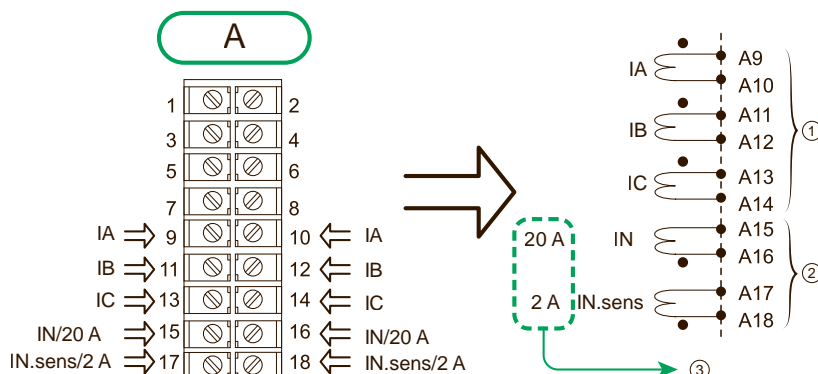 A
1 2
3 4
5 6
7 8
IA 9 10 IA
IB 11 12 IB
IC 13 14 IC
IN/20 A 15 16 IN/20 A
IN.sens/2 A 17 18 IN.sens/2 A
20 A
2 A
IA A9
A10
IB A11
A12
IC A13
A14
IN A15
A16
IN.sens A17
A18
①
②
③